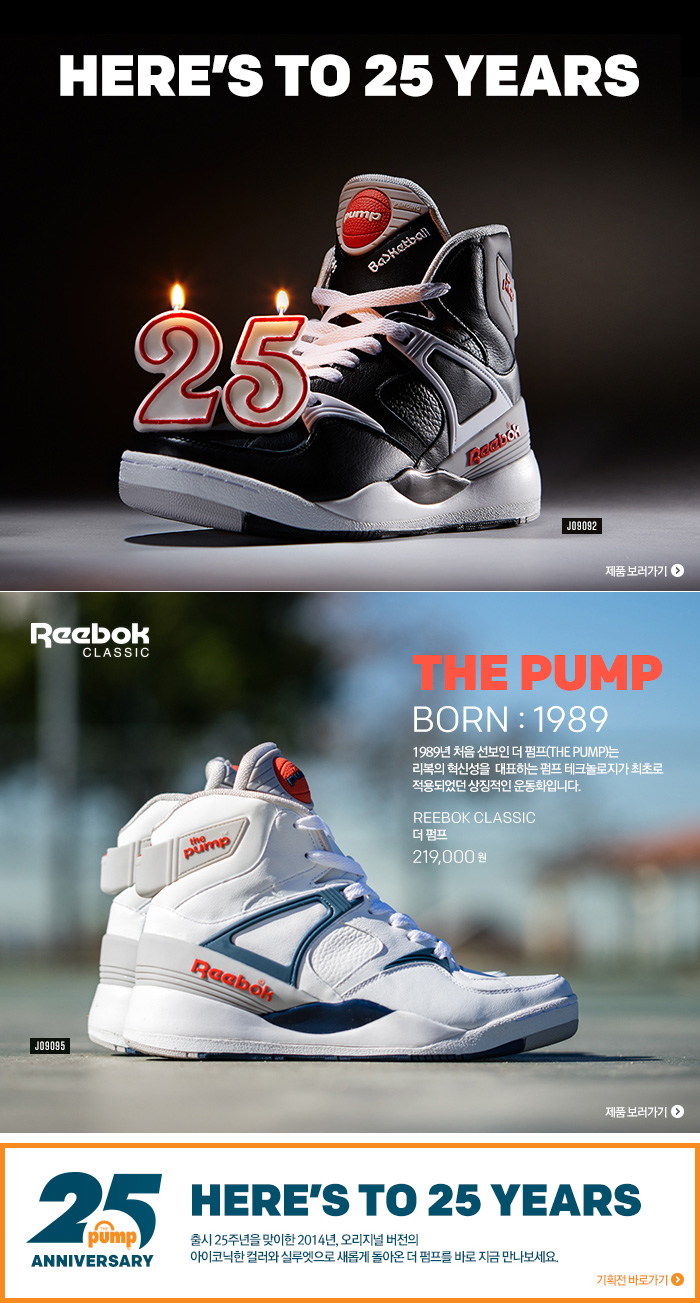 HERE'S TO 25 YEARS
pump
Basketball
25
Reebok
J09092
제품 보러가기
Reebok
CLASSIC
THE PUMP
BORN : 1989
1989년 처음 선보인 더 펌프(THE PUMP)는
리복의 혁신성을 대표하는 펌프 테크놀로지가 최초로
적용되었던 상징적인 운동화입니다.
REEBOK CLASSIC
더 펌프
219,000 원
the
pump
Reebok
J09095
제품 보러가기
25
THE
pump
ANNIVERSARY
HERE'S TO 25 YEARS
출시 25주년을 맞이한 2014년, 오리지널 버전의
아이코닉한 컬러와 실루엣으로 새롭게 돌아온 더 펌프를 바로 지금 만나보세요.
기획전 바로가기